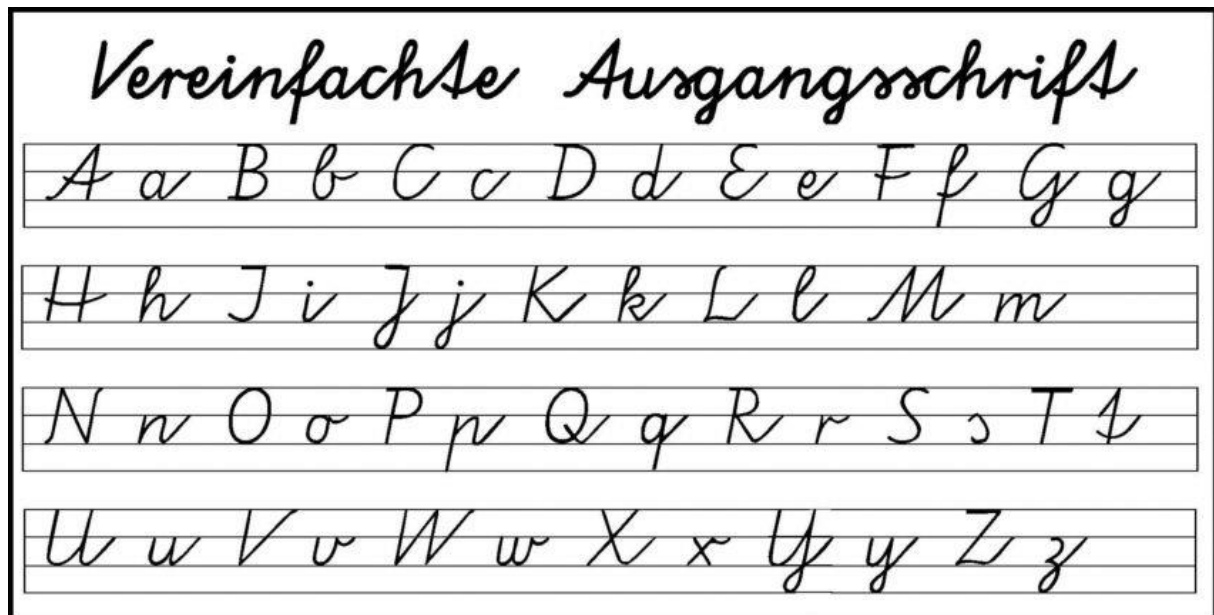 Vereinfachte Ausgangsschrift
A a B b C c D d E e F f G g
H h I i J j K k L l M m
N n O o P p Q q R r S s T t
U u V v W w X x Y y Z z